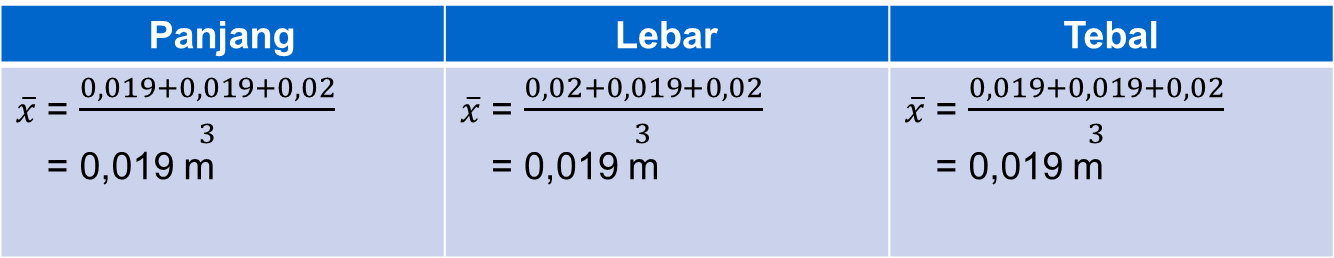 Panjang Lebar Tebal
x̄ = 0,019+0,019+0,02 / 3
= 0,019 m
x̄ = 0,02+0,019+0,02 / 3
= 0,019 m
x̄ = 0,019+0,019+0,02 / 3
= 0,019 m